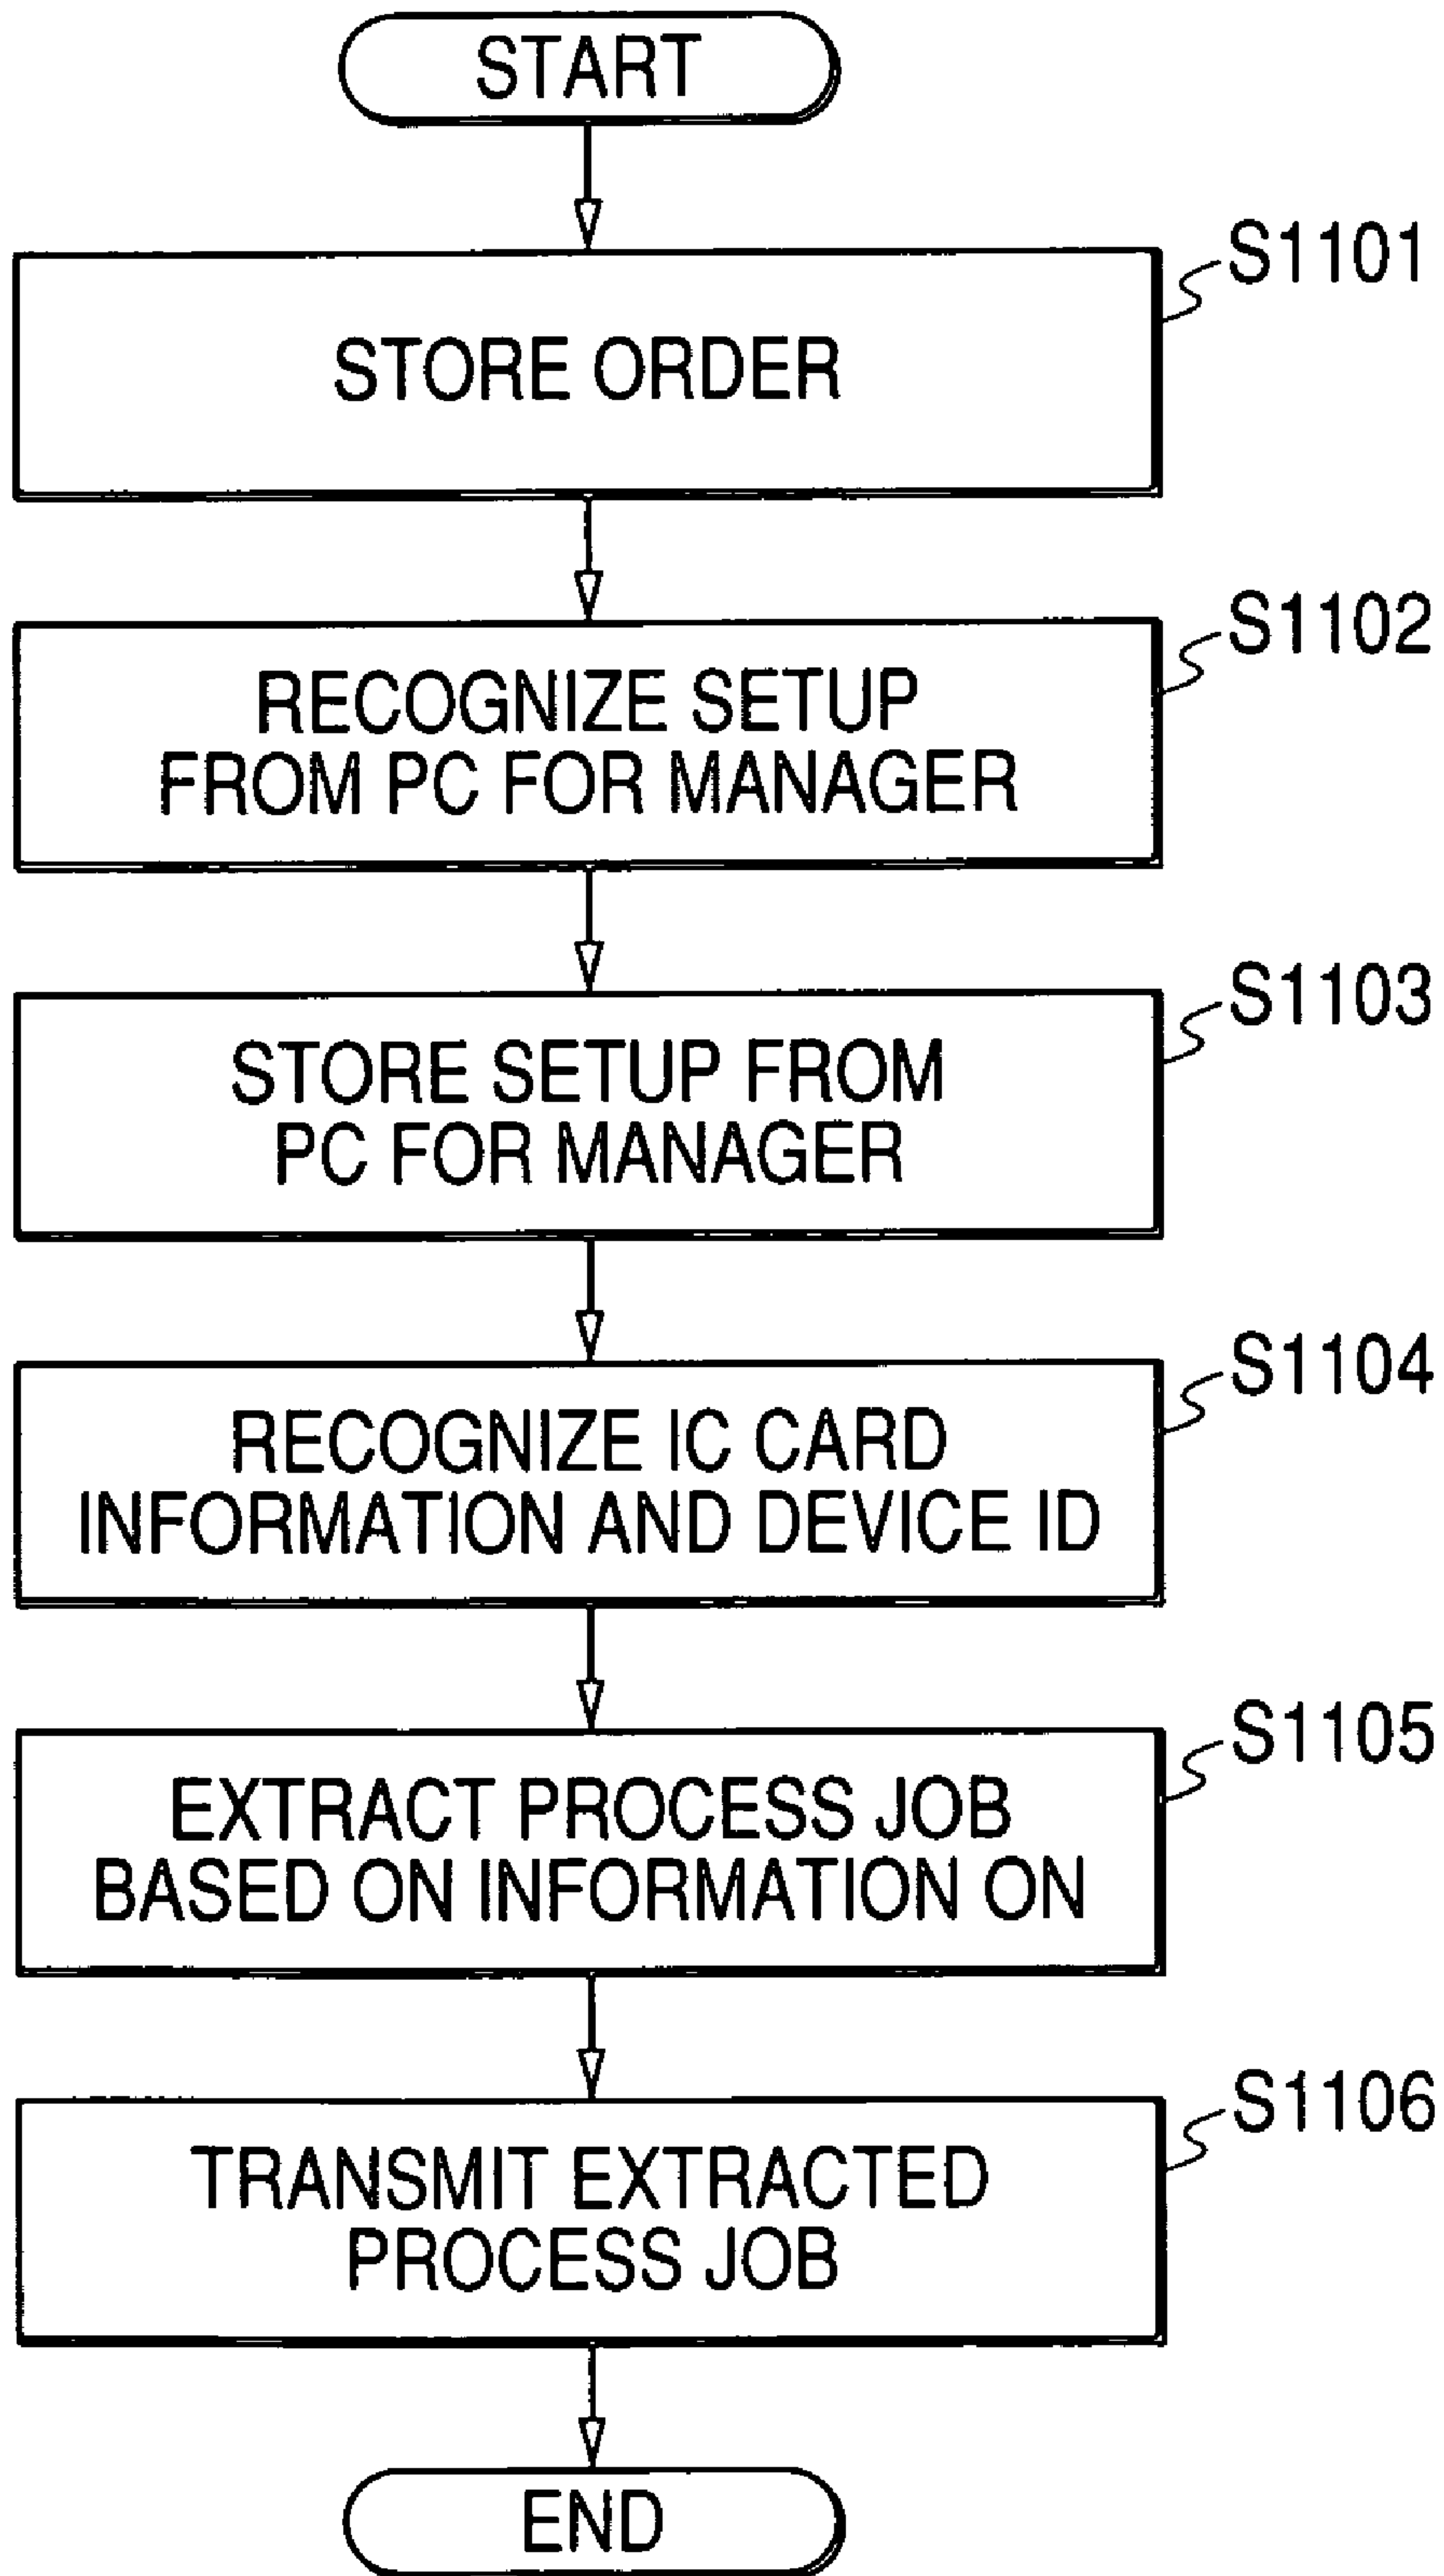 START
S1101
STORE ORDER
S1102
RECOGNIZE SETUP
FROM PC FOR MANAGER
S1103
STORE SETUP FROM
PC FOR MANAGER
S1104
RECOGNIZE IC CARD
INFORMATION AND DEVICE ID
S1105
EXTRACT PROCESS JOB
BASED ON INFORMATION ON
S1106
TRANSMIT EXTRACTED
PROCESS JOB
END